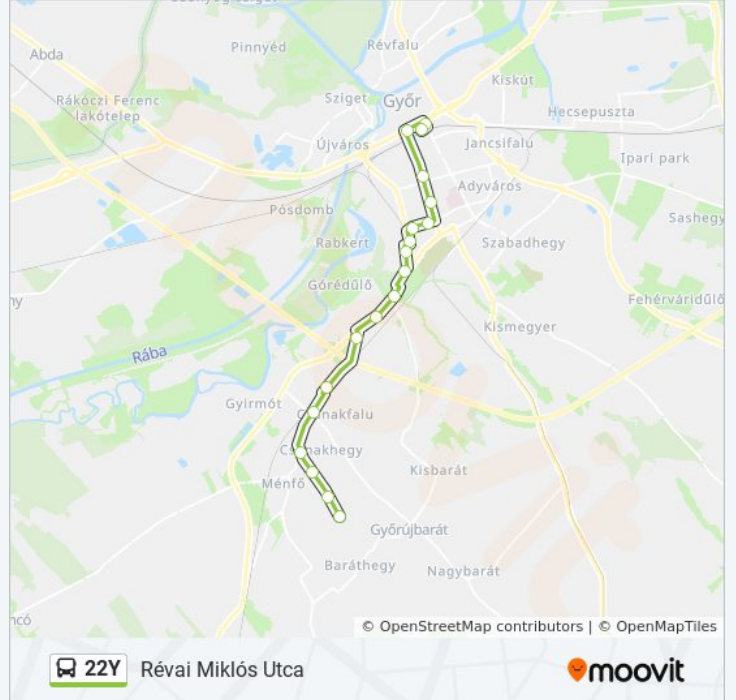 Abda
Pinnyéd
Révfalu
Kiskút
Rákóczi Ferenc
lakótelep
Sziget
Győr
Hecsepuszta
Újváros
Jancsifalu
Ipari park
Adyváros
Pósdomb
Sashegy
Rabkert
Szabadhegy
Górédűlő
Fehérváridűlő
Kismegyer
Rába
Gyirmót
Kisbarát
Ménfő
Győrújbarát
Baráthegy
Nagybarát
© OpenStreetMap contributors | © OpenMapTiles
22Y Révai Miklós Utca
moovit